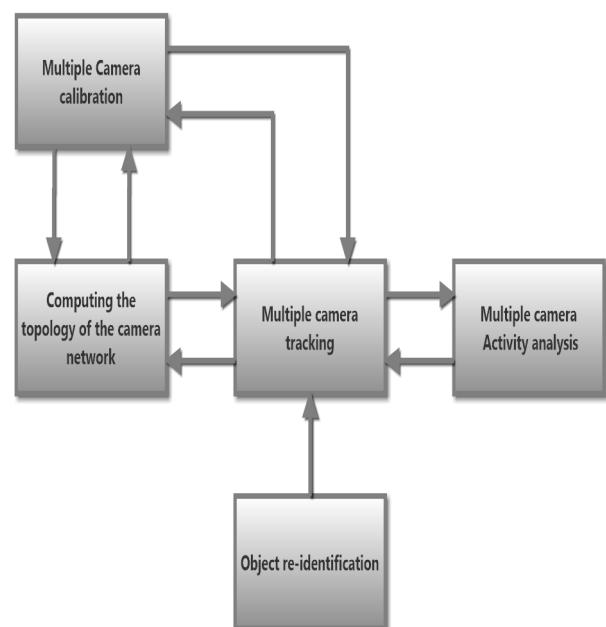 Multiple Camera
calibration
Computing the
topology of the camera
network
Multiple camera
tracking
Multiple camera
Activity analysis
Object re-identification